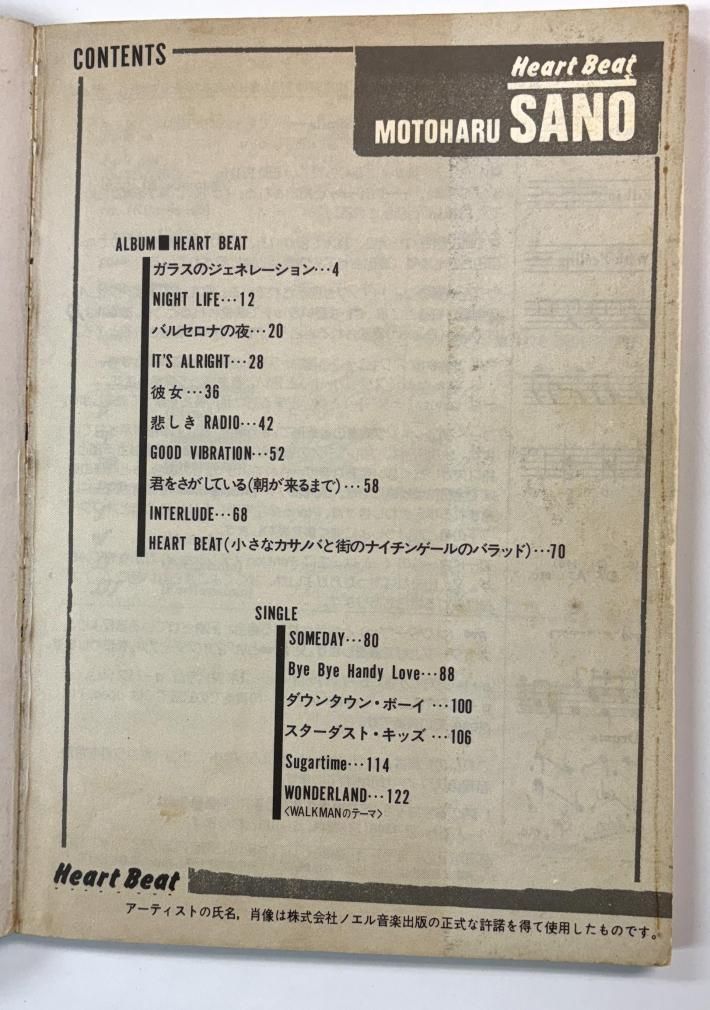 CONTENTS
Heart Beat
MOTOHARU SANO
ALBUM■HEART BEAT
ガラスのジェネレーション…4
NIGHT LIFE…12
バルセロナの夜…20
IT'S ALRIGHT…28
彼女…36
悲しき RADIO…42
GOOD VIBRATION…52
君をさがしている(朝が来るまで)…58
INTERLUDE…68
HEART BEAT(小さなカサノバと街のナイチンゲールのバラッド)…70
SINGLE
SOMEDAY…80
Bye Bye Handy Love…88
ダウンタウン・ボーイ…100
スターダスト・キッズ…106
Sugartime…114
WONDERLAND…122
〈WALKMANのテーマ〉
Heart Beat
アーティストの氏名,肖像は株式会社ノエル音楽出版の正式な許諾を得て使用したものです。